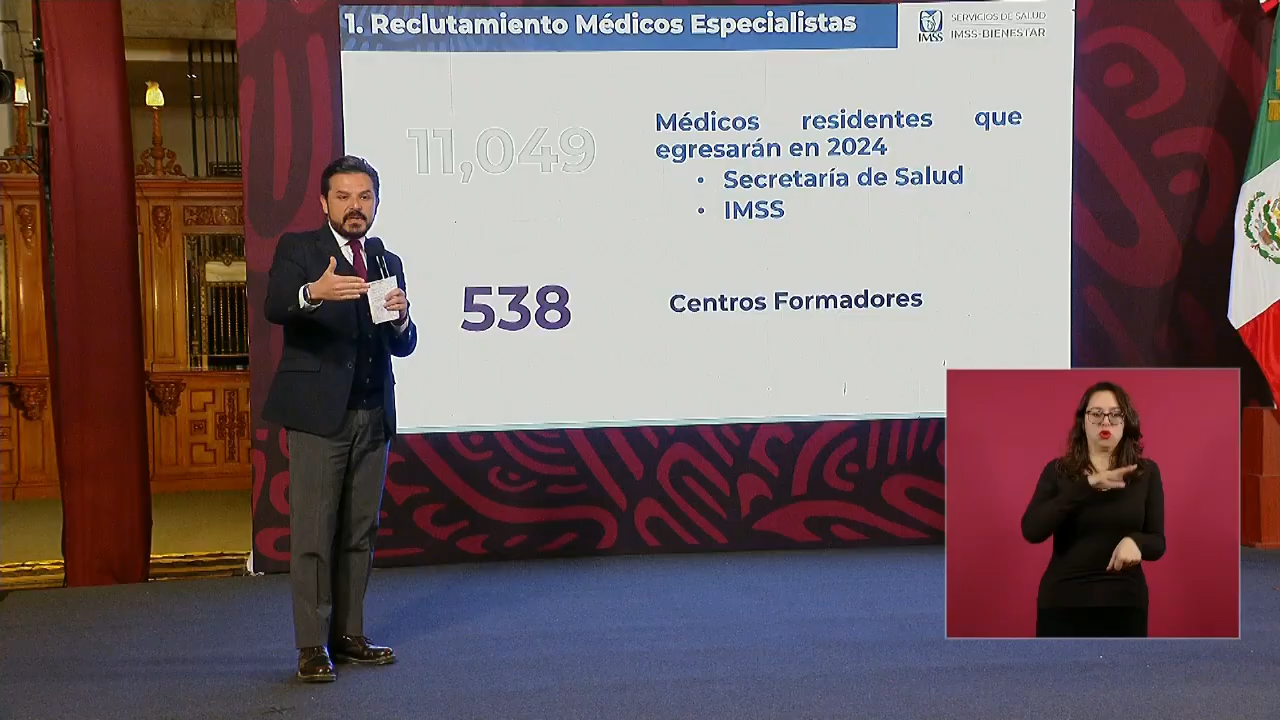 1. Reclutamiento Médicos Especialistas
IMSS
SERVICIOS DE SALUD
IMSS-BIENESTAR
11,049
Médicos residentes que
egresarán en 2024
• Secretaría de Salud
• IMSS
538
Centros Formadores